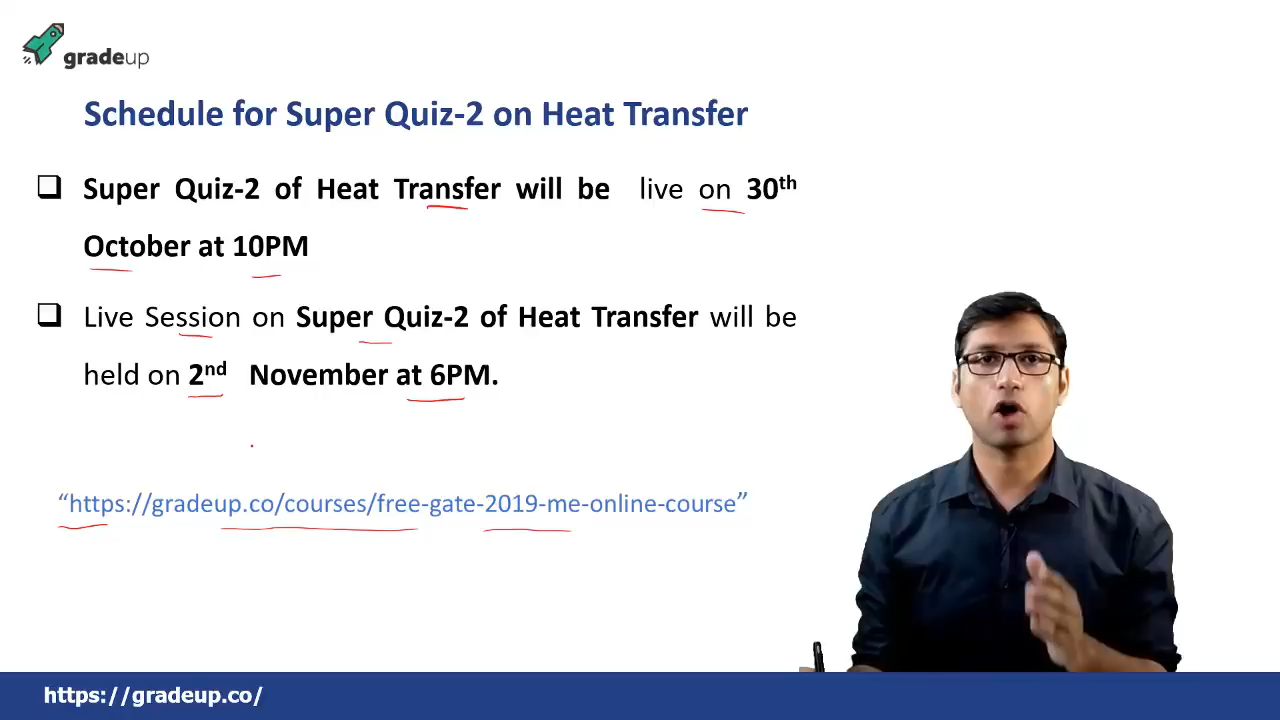 gradeup
Schedule for Super Quiz-2 on Heat Transfer
Super Quiz-2 of Heat Transfer will be live on 30th
October at 10PM
Live Session on Super Quiz-2 of Heat Transfer will be
held on 2nd November at 6PM.
“https://gradeup.co/courses/free-gate-2019-me-online-course”
https://gradeup.co/